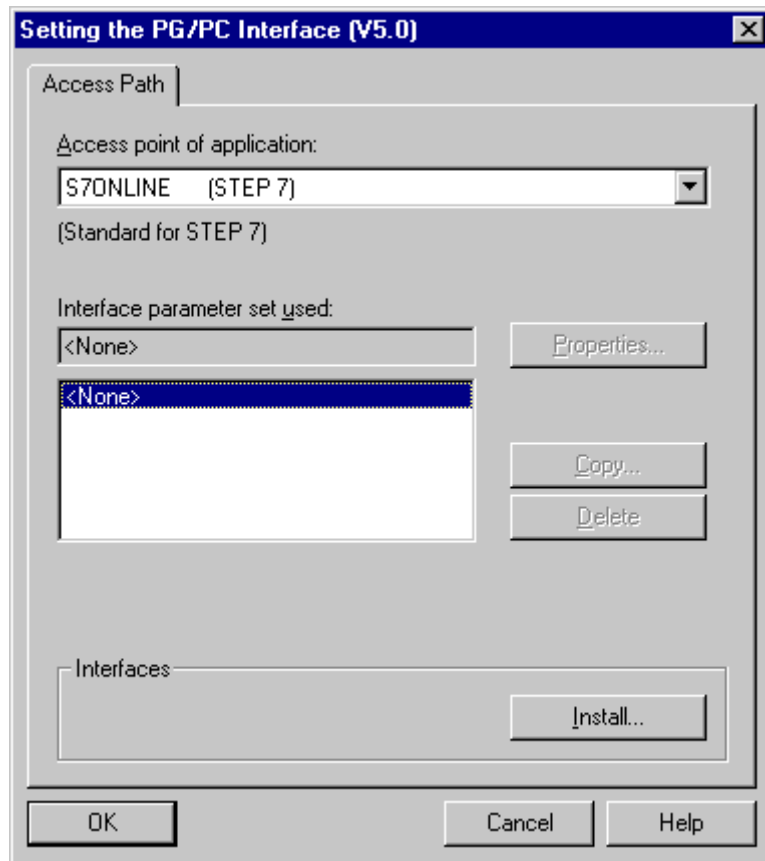 Setting the PG/PC Interface (V5.0)
Access Path
Access point of application:
S7ONLINE (STEP 7)
(Standard for STEP 7)
Interface parameter set used:
<None>
Properties...
<None>
Copy...
Delete
Interfaces
Install...
OK
Cancel
Help